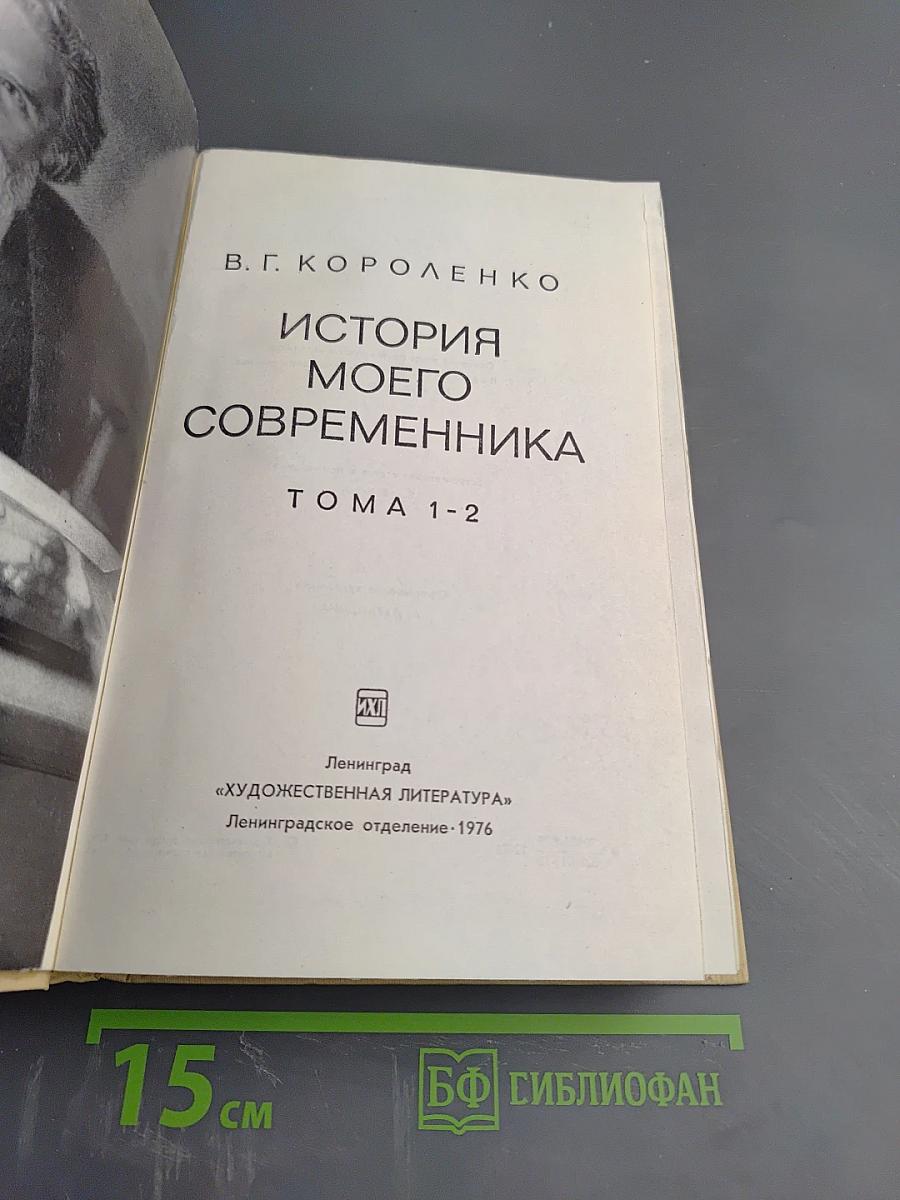 В. Г. КОРОЛЕНКО
ИСТОРИЯ
МОЕГО
СОВРЕМЕННИКА
ТОМА 1-2
ИХЛ
Ленинград
«ХУДОЖЕСТВЕННАЯ ЛИТЕРАТУРА»
Ленинградское отделение · 1976
15 см
БФ БИБЛИОФАН